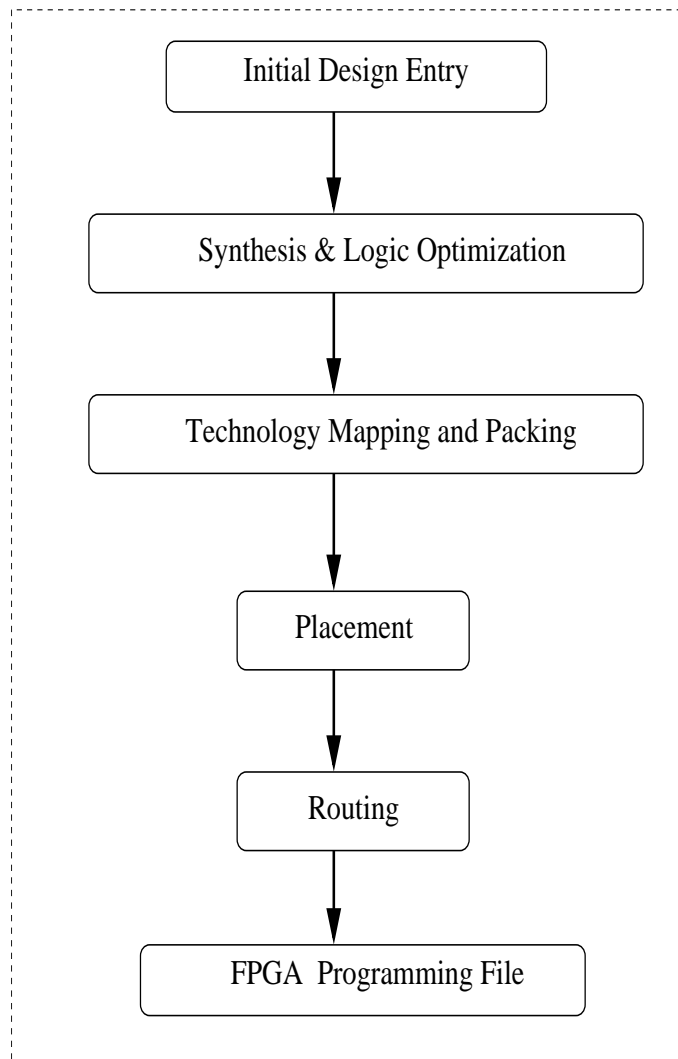 Initial Design Entry
Synthesis & Logic Optimization
Technology Mapping and Packing
Placement
Routing
FPGA Programming File